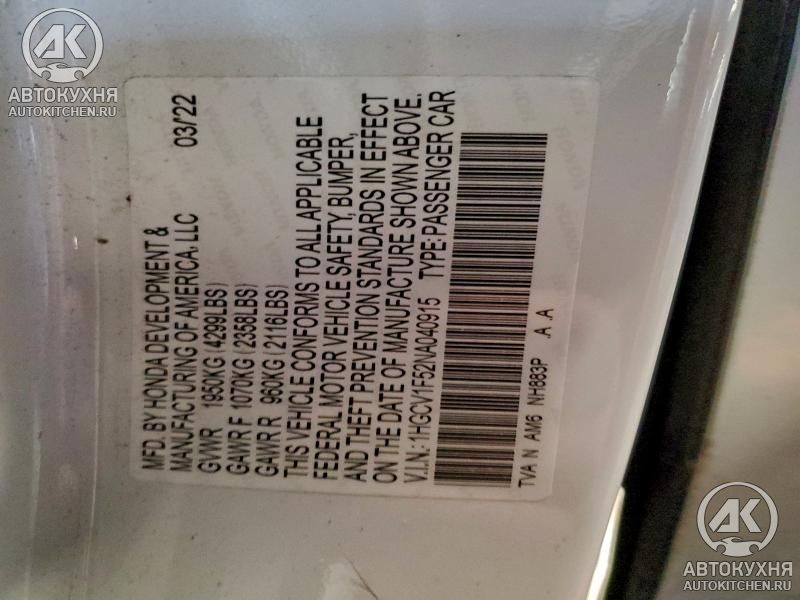 AK
АВТОКУХНЯ
AUTOKITCHEN.RU
MFD. BY HONDA DEVELOPMENT &
MANUFACTURING OF AMERICA, LLC 03/22
GVWR 1950KG (4299LBS)
GAWR F 1070KG (2358LBS)
GAWR R 960KG (2116LBS)
THIS VEHICLE CONFORMS TO ALL APPLICABLE
FEDERAL MOTOR VEHICLE SAFETY, BUMPER,
AND THEFT PREVENTION STANDARDS IN EFFECT
ON THE DATE OF MANUFACTURE SHOWN ABOVE.
V.I.N.: 1HGCV1F52NA040915 TYPE:PASSENGER CAR
TVA N AM6 NH883P .A .A
AK
АВТОКУХНЯ
AUTOKITCHEN.RU